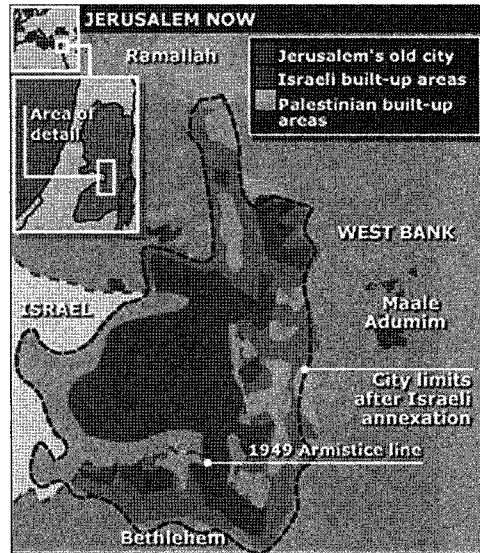 JERUSALEM NOW
Ramallah
Jerusalem's old city
Israeli built-up areas
Palestinian built-up
areas
Area of
detail
WEST BANK
ISRAEL
Maale
Adumim
City limits
after Israeli
annexation
1949 Armistice line
Bethlehem